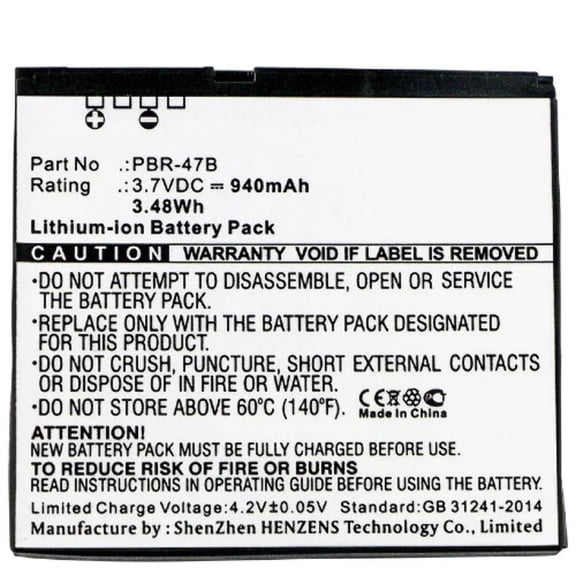 Part No .:PBR-47B
Rating .:3.7VDC ⎓ 940mAh
3.48Wh
Lithium-ion Battery Pack
CAUTION WARRANTY VOID IF LABEL IS REMOVED
·DO NOT ATTEMPT TO DISASSEMBLE, OPEN OR SERVICE
THE BATTERY PACK.
·REPLACE ONLY WITH THE BATTERY PACK DESIGNATED
FOR THIS PRODUCT.
·DO NOT CRUSH, PUNCTURE, SHORT EXTERNAL CONTACTS
OR DISPOSE OF IN FIRE OR WATER.
·DO NOT STORE ABOVE 60°C (140°F).
CE
Made In China
ATTENTION!
NEW BATTERY PACK MUST BE FULLY CHARGED BEFORE USE.
TO REDUCE RISK OF FIRE OR BURNS
READ INSTRUCTIONS IN OPERATING GUIDE BEFORE USING BATTERY.
Limited Charge Voltage:4.2V±0.05V Standard:GB 31241-2014
Manufacture by : ShenZhen HENZENS Technology Co., Limited